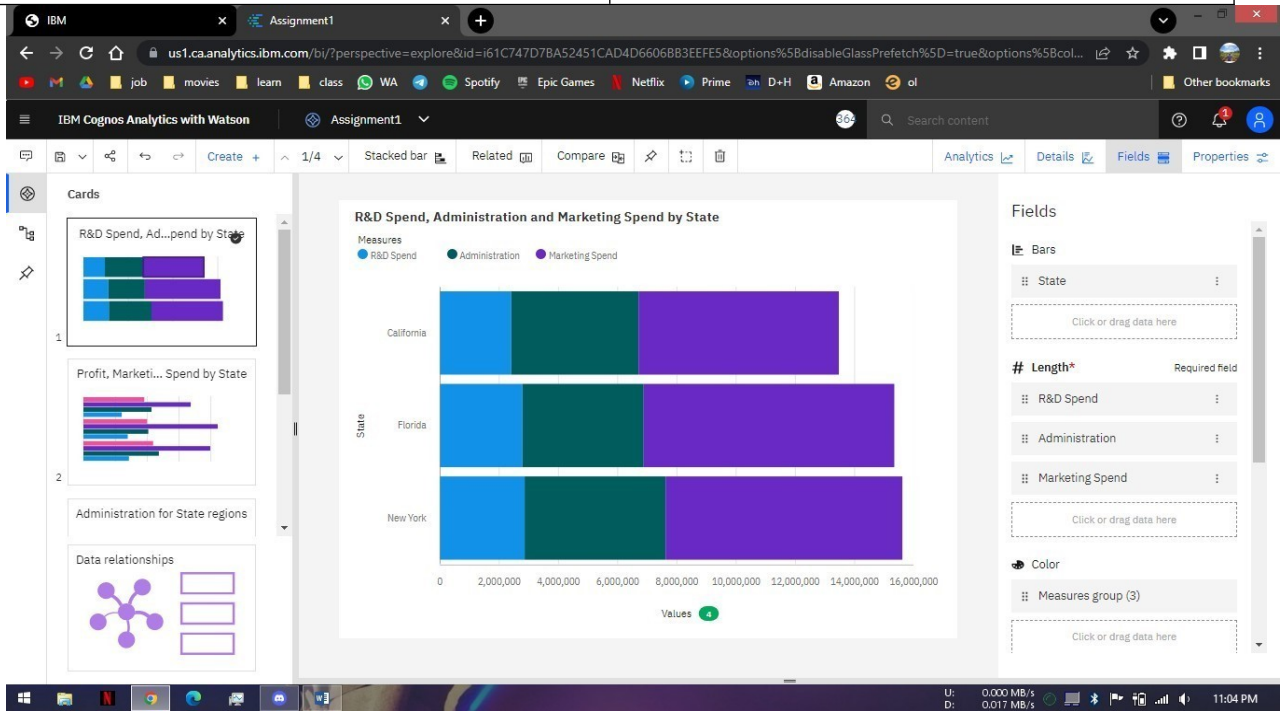 IBM
Assignment1
us1.ca.analytics.ibm.com/bi/?perspective=explore&id=i61C747D7BA52451CAD4D6606BB3EEFE5&options%5BdisableGlassPrefetch%5D=true&options%5Bcol...
job movies learn class WA Spotify Epic Games Netflix Prime D+H Amazon ol Other bookmarks
IBM Cognos Analytics with Watson Assignment1 364 Search content 1
Create + 1/4 Stacked bar Related Compare Analytics Details Fields Properties
Cards
R&D Spend, Ad...pend by State
1
Profit, Marketi... Spend by State
2
Administration for State regions
Data relationships
R&D Spend, Administration and Marketing Spend by State
Measures
R&D Spend Administration Marketing Spend
State
California
Florida
New York
0 2,000,000 4,000,000 6,000,000 8,000,000 10,000,000 12,000,000 14,000,000 16,000,000
Values 4
Fields
Bars
State
Click or drag data here
# Length* Required field
R&D Spend
Administration
Marketing Spend
Click or drag data here
Color
Measures group (3)
Click or drag data here
U: 0.000 MB/s
D: 0.017 MB/s
11:04 PM